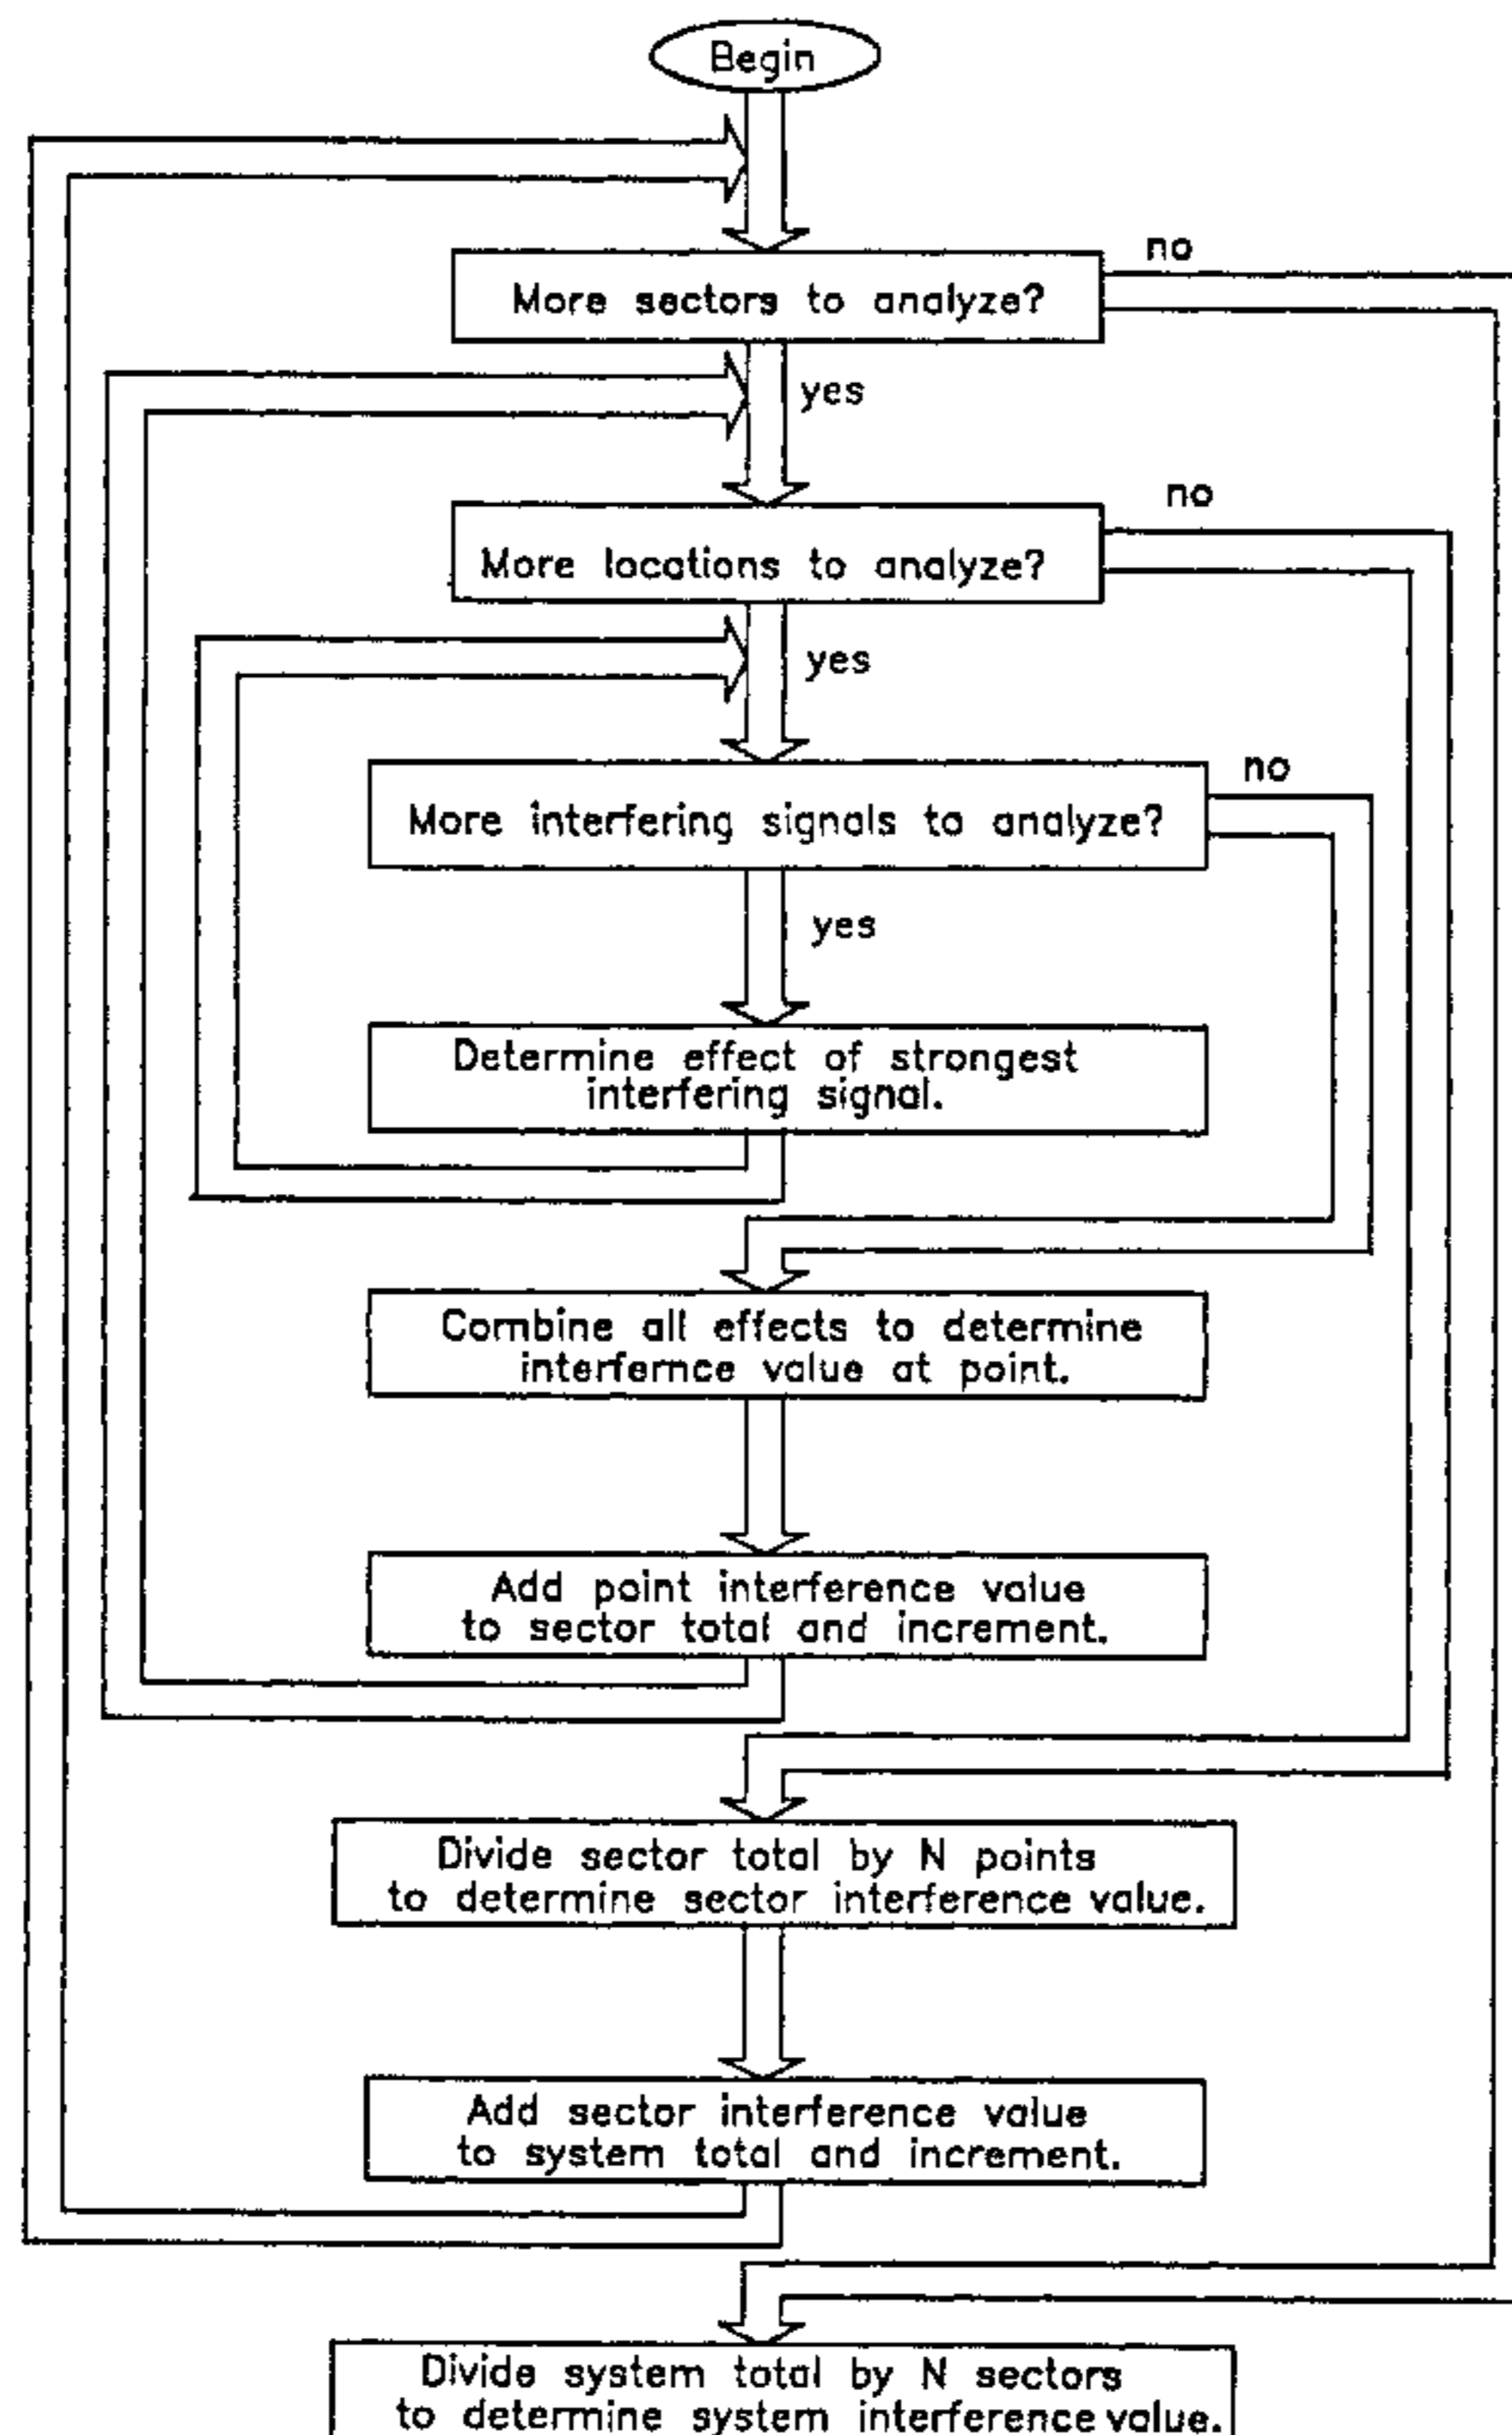 Begin
no
More sectors to analyze?
yes
no
More locations to analyze?
yes
no
More interfering signals to analyze?
yes
Determine effect of strongest
interfering signal.
Combine all effects to determine
interfernce value at point.
Add point interference value
to sector total and increment.
Divide sector total by N points
to determine sector interference value.
Add sector interference value
to system total and increment.
Divide system total by N sectors
to determine system interference value.